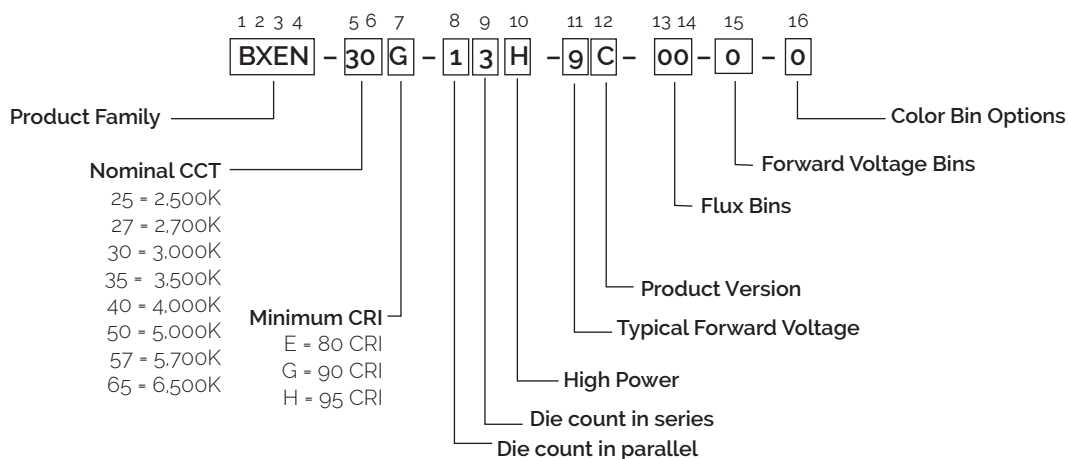 1 2 3 4 5 6 7 8 9 10 11 12 13 14 15 16
BXEN – 30 G – 1 3 H – 9 C – 00 – 0 – 0
Product Family
Color Bin Options
Nominal CCT
25 = 2,500K
27 = 2,700K
30 = 3,000K
35 = 3,500K
40 = 4,000K
50 = 5,000K
57 = 5,700K
65 = 6,500K
Forward Voltage Bins
Flux Bins
Product Version
Minimum CRI
E = 80 CRI
G = 90 CRI
H = 95 CRI
Typical Forward Voltage
High Power
Die count in series
Die count in parallel